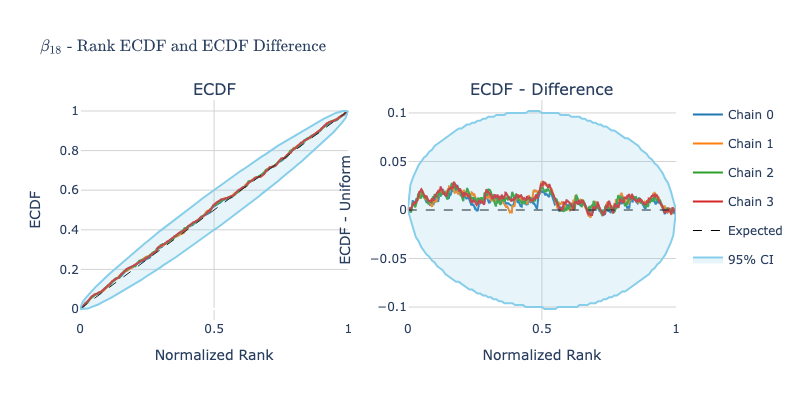 β₁₈ - Rank ECDF and ECDF Difference
ECDF
ECDF - Difference
1
0.8
0.6
0.4
0.2
0
0
0.5
1
ECDF
Normalized Rank
0.1
0.05
0
−0.05
−0.1
0
0.5
1
ECDF - Uniform
Normalized Rank
Chain 0
Chain 1
Chain 2
Chain 3
Expected
95% CI